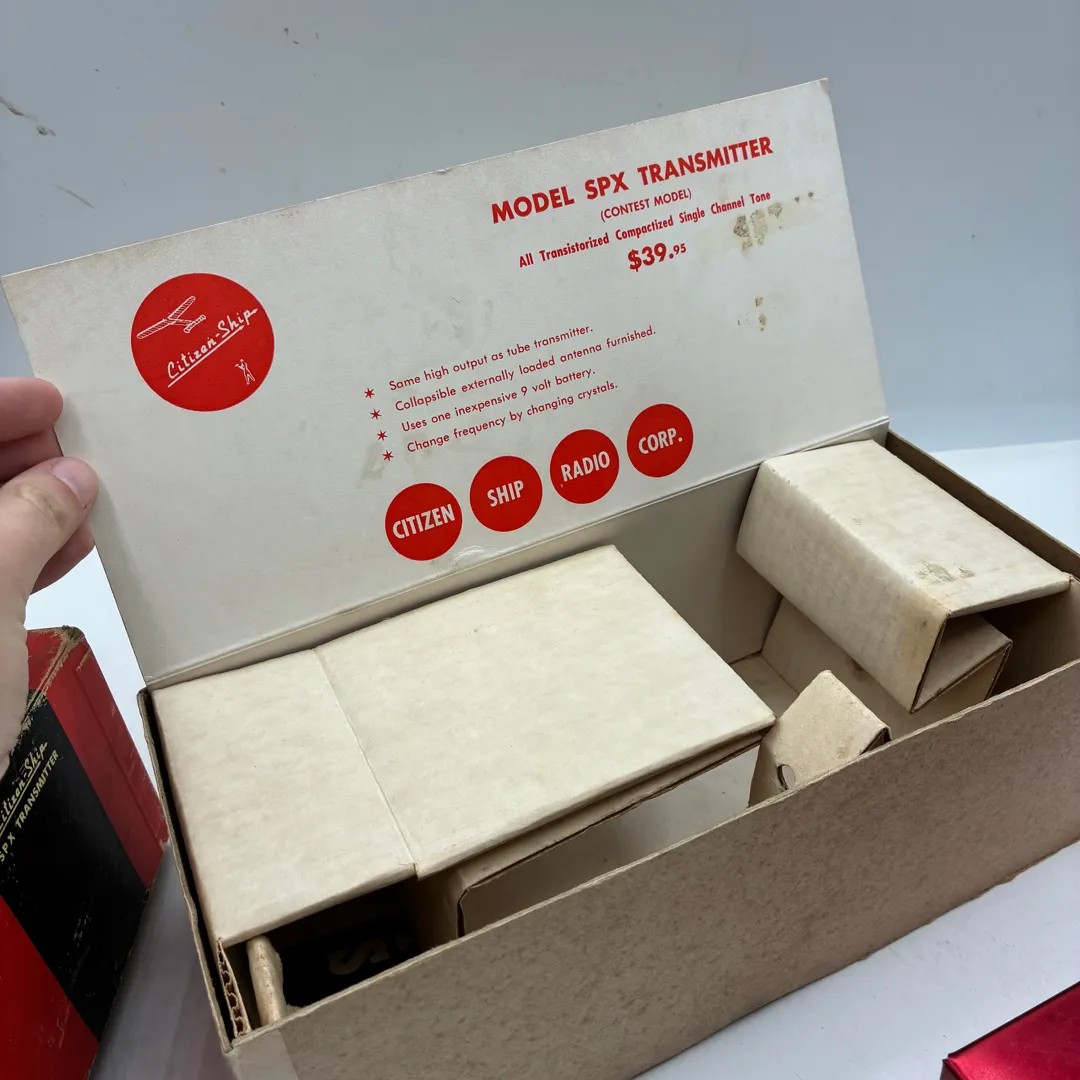 MODEL SPX TRANSMITTER
(CONTEST MODEL)
All Transistorized Compactized Single Channel Tone
$39.95
Citizen-Ship
✶ Same high output as tube transmitter.
✶ Collapsible externally loaded antenna furnished.
✶ Uses one inexpensive 9 volt battery.
✶ Change frequency by changing crystals.
CITIZEN SHIP RADIO CORP.
Citizen-Ship
SPX TRANSMITTER